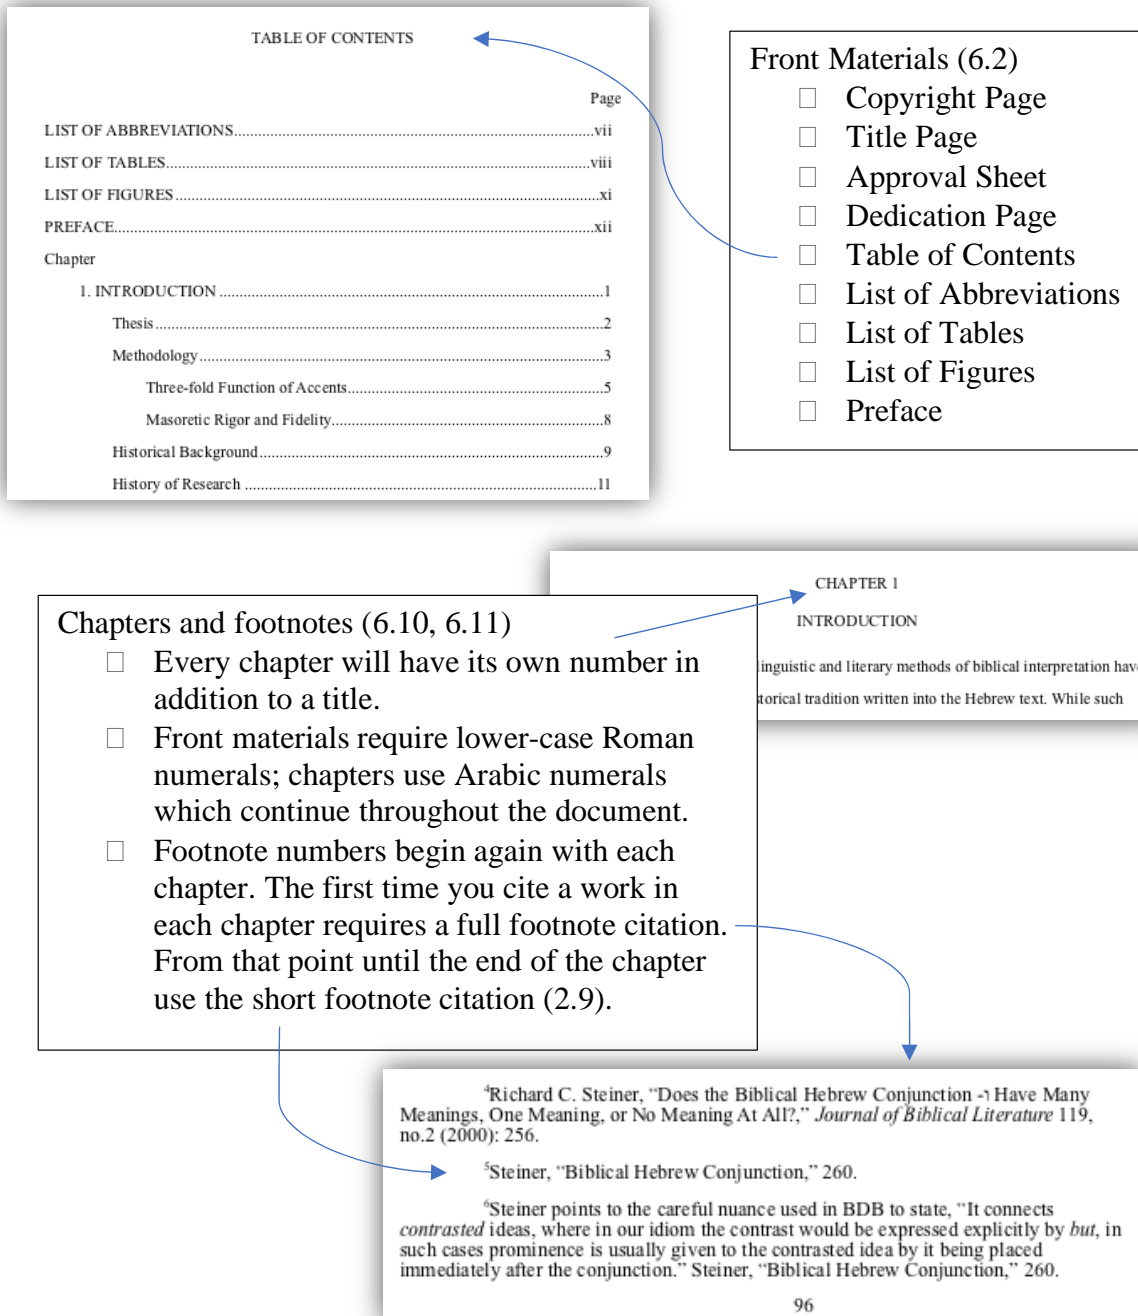 TABLE OF CONTENTS
Page
LIST OF ABBREVIATIONS..........vii
LIST OF TABLES..........viii
LIST OF FIGURES..........xi
PREFACE..........xii
Chapter
1. INTRODUCTION..........1
Thesis..........2
Methodology..........3
Three-fold Function of Accents..........5
Masoretic Rigor and Fidelity..........8
Historical Background..........9
History of Research..........11
Front Materials (6.2)
□ Copyright Page
□ Title Page
□ Approval Sheet
□ Dedication Page
□ Table of Contents
□ List of Abbreviations
□ List of Tables
□ List of Figures
□ Preface
Chapters and footnotes (6.10, 6.11)
□ Every chapter will have its own number in
addition to a title.
□ Front materials require lower-case Roman
numerals; chapters use Arabic numerals
which continue throughout the document.
□ Footnote numbers begin again with each
chapter. The first time you cite a work in
each chapter requires a full footnote citation.
From that point until the end of the chapter
use the short footnote citation (2.9).
CHAPTER 1
INTRODUCTION
linguistic and literary methods of biblical interpretation have
storical tradition written into the Hebrew text. While such
⁴Richard C. Steiner, “Does the Biblical Hebrew Conjunction -ו Have Many
Meanings, One Meaning, or No Meaning At All?,” Journal of Biblical Literature 119,
no.2 (2000): 256.
⁵Steiner, “Biblical Hebrew Conjunction,” 260.
⁶Steiner points to the careful nuance used in BDB to state, “It connects
contrasted ideas, where in our idiom the contrast would be expressed explicitly by but, in
such cases prominence is usually given to the contrasted idea by it being placed
immediately after the conjunction.” Steiner, “Biblical Hebrew Conjunction,” 260.
96